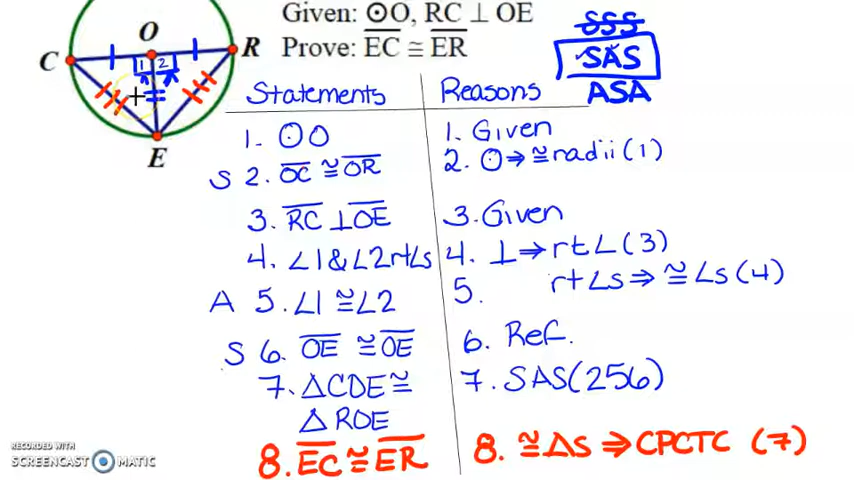 Given: ⊙O, RC ⊥ OE
Prove: EC ≅ ER
SSS
SAS
ASA
O
C
R
1 2
E
Statements Reasons
1. ⊙O 1. Given
S 2. OC ≅ OR 2. ⊙ ⇒ ≅ radii (1)
3. RC ⊥ OE 3. Given
4. ∠1 & ∠2 rt∠s 4. ⊥ ⇒ rt∠ (3)
A 5. ∠1 ≅ ∠2 5. rt∠s ⇒ ≅ ∠s (4)
S 6. OE ≅ OE 6. Ref.
7. △CDE ≅ 7. SAS (256)
△ROE
8. EC ≅ ER 8. ≅ △s ⇒ CPCTC (7)
RECORDED WITH
SCREENCAST MATIC